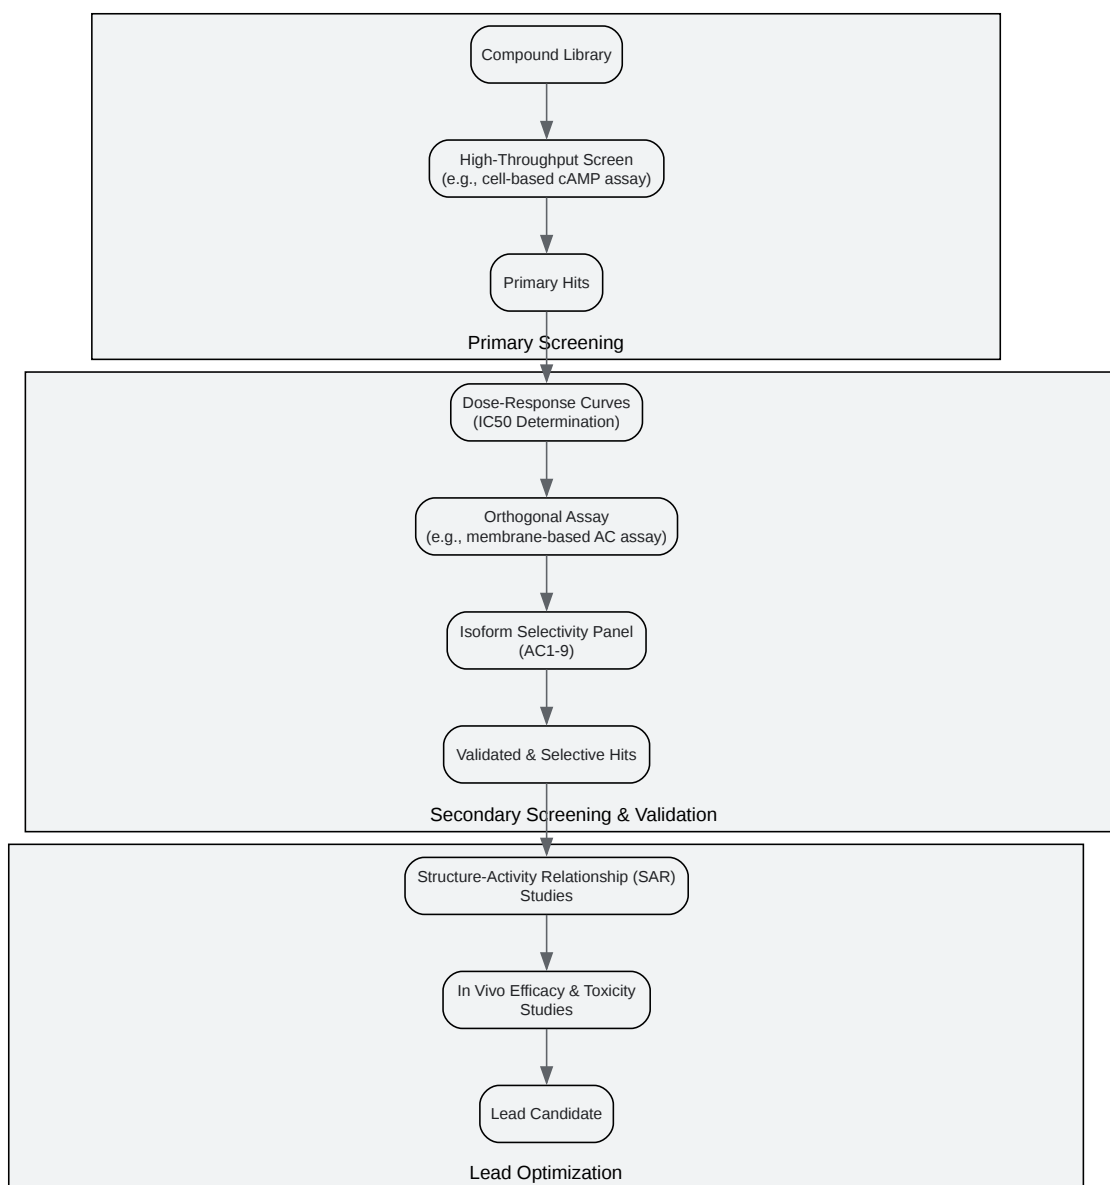 Compound Library
High-Throughput Screen
(e.g., cell-based cAMP assay)
Primary Hits
Primary Screening
Dose-Response Curves
(IC50 Determination)
Orthogonal Assay
(e.g., membrane-based AC assay)
Isoform Selectivity Panel
(AC1-9)
Validated & Selective Hits
Secondary Screening & Validation
Structure-Activity Relationship (SAR)
Studies
In Vivo Efficacy & Toxicity
Studies
Lead Candidate
Lead Optimization